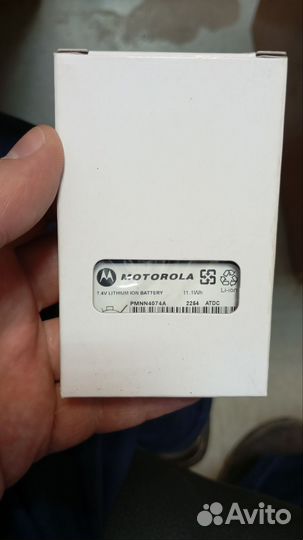 MOTOROLA
7.4V LITHIUM ION BATTERY 11.1Wh Li-ion
PMNN4074A 2254 ATDC
Avito